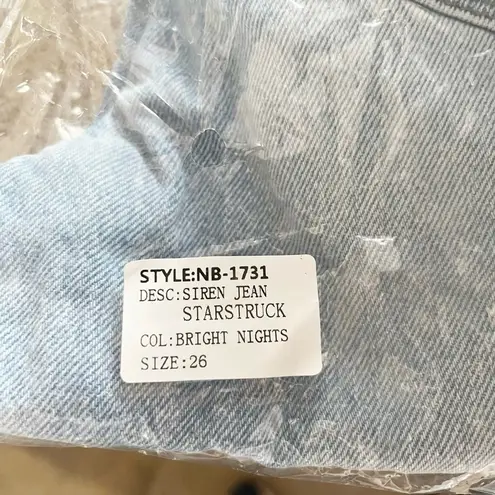 STYLE:NB-1731
DESC:SIREN JEAN
STARSTRUCK
COL:BRIGHT NIGHTS
SIZE:26